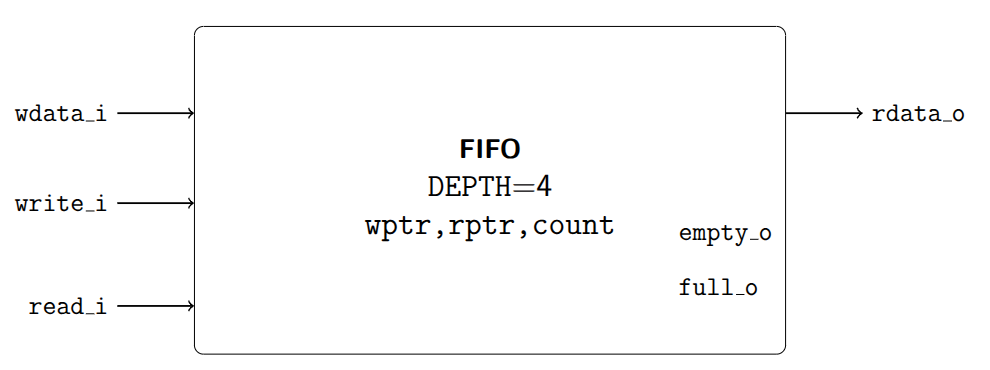 wdata_i
write_i
read_i
FIFO
DEPTH=4
wptr,rptr,count
empty_o
full_o
rdata_o